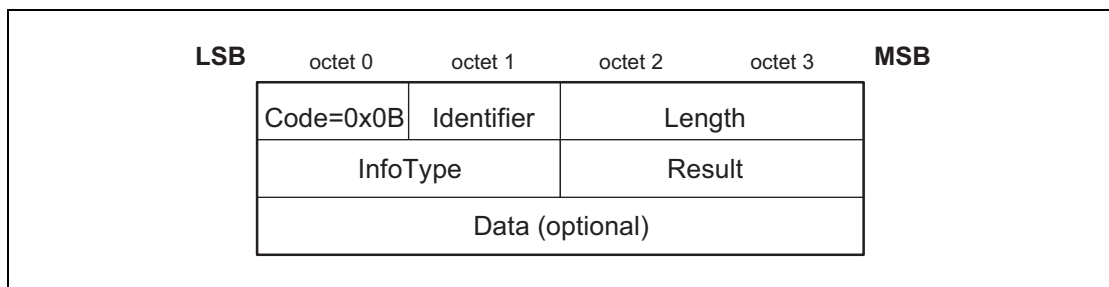 LSB octet 0 octet 1 octet 2 octet 3 MSB
Code=0x0B Identifier Length
InfoType Result
Data (optional)